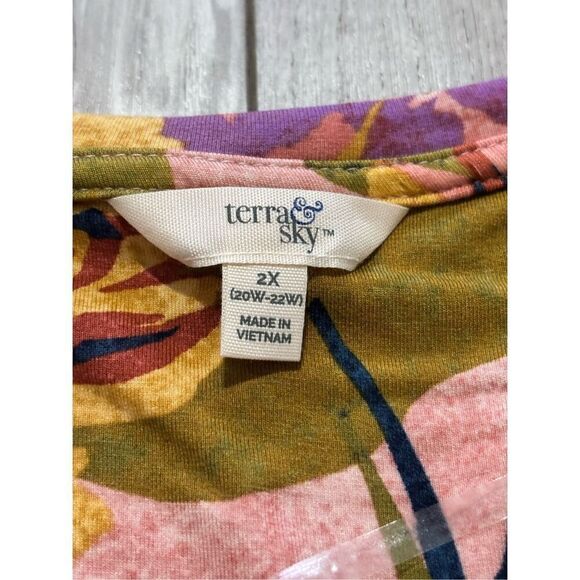 terra &
sky™
2X
(20W-22W)
MADE IN
VIETNAM